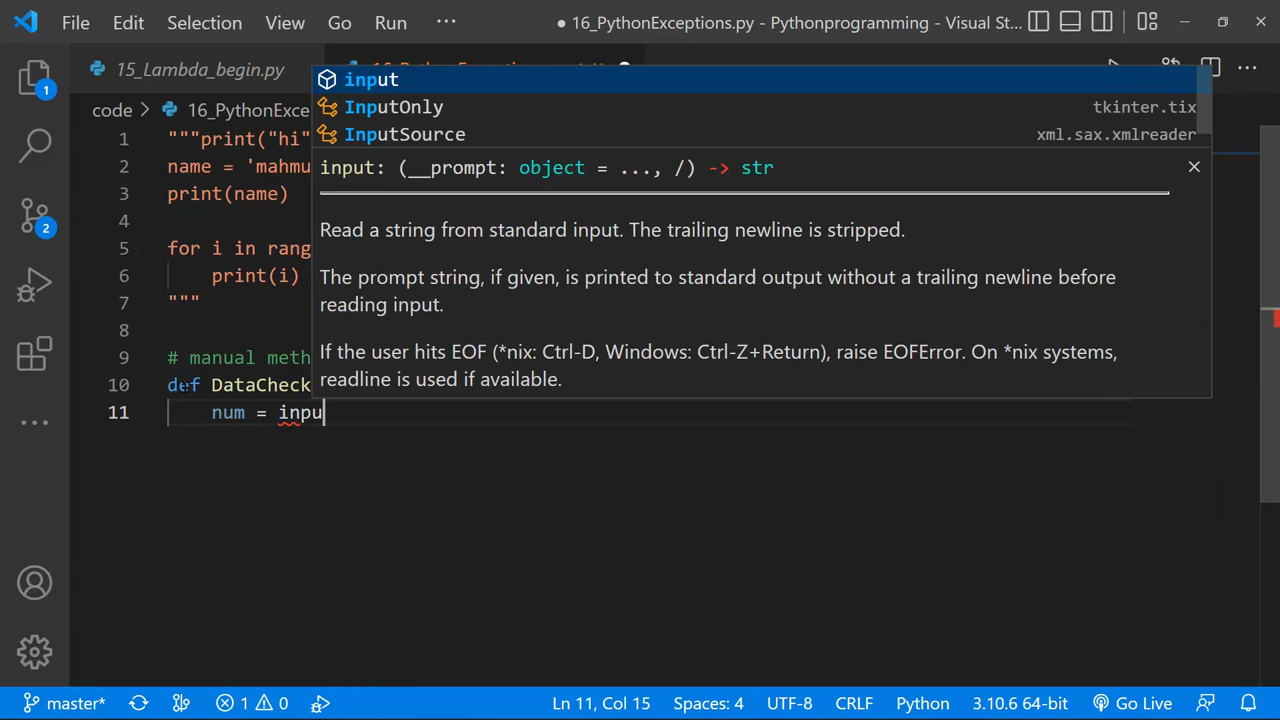 File Edit Selection View Go Run ··· ● 16_PythonExceptions.py - Pythonprogramming - Visual St...
15_Lambda_begin.py
code > 16_PythonExce
1 """print("hi"
2 name = 'mahmu
3 print(name)
4
5 for i in rang
6 print(i)
7 """
8
9 # manual meth
10 def DataCheck
11 num = inpu
input
InputOnly tkinter.tix
InputSource xml.sax.xmlreader
input: (__prompt: object = ..., /) -> str
Read a string from standard input. The trailing newline is stripped.
The prompt string, if given, is printed to standard output without a trailing newline before
reading input.
If the user hits EOF (*nix: Ctrl-D, Windows: Ctrl-Z+Return), raise EOFError. On *nix systems,
readline is used if available.
1
2
master* 1 0 Ln 11, Col 15 Spaces: 4 UTF-8 CRLF Python 3.10.6 64-bit Go Live